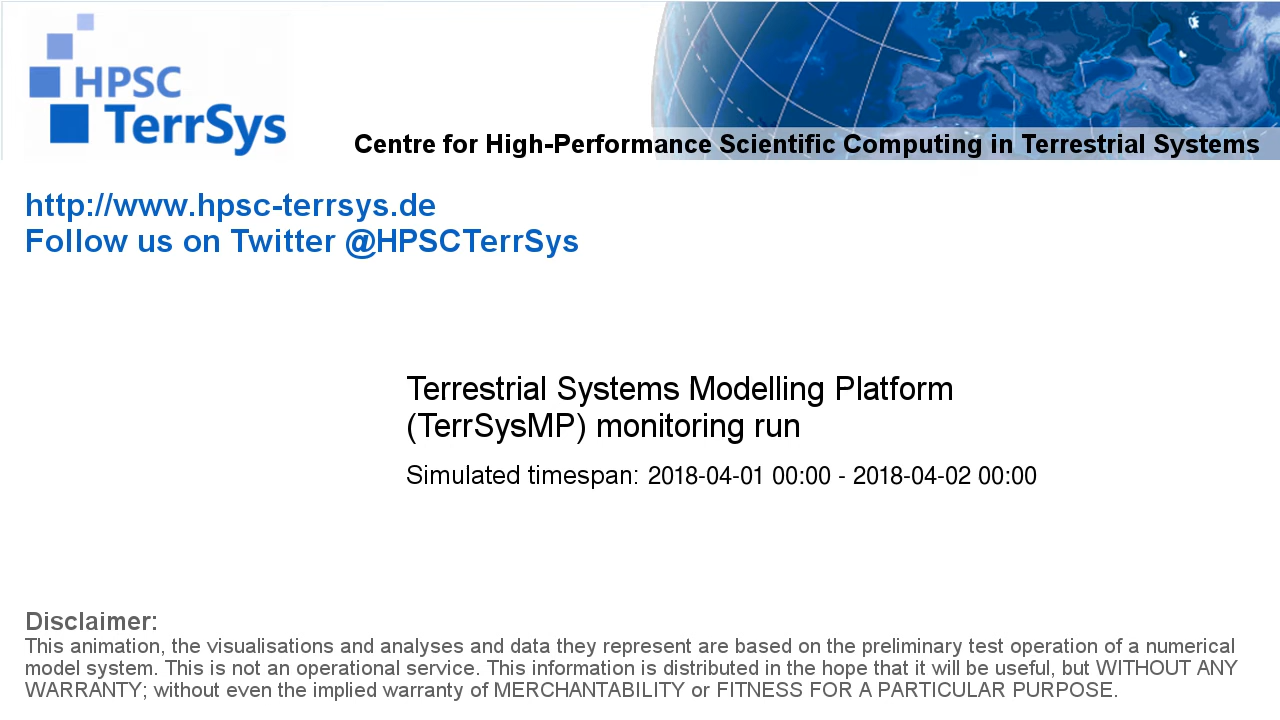 HPSC
TerrSys
Centre for High-Performance Scientific Computing in Terrestrial Systems
http://www.hpsc-terrsys.de
Follow us on Twitter @HPSCTerrSys
Terrestrial Systems Modelling Platform
(TerrSysMP) monitoring run
Simulated timespan: 2018-04-01 00:00 - 2018-04-02 00:00
Disclaimer:
This animation, the visualisations and analyses and data they represent are based on the preliminary test operation of a numerical
model system. This is not an operational service. This information is distributed in the hope that it will be useful, but WITHOUT ANY
WARRANTY; without even the implied warranty of MERCHANTABILITY or FITNESS FOR A PARTICULAR PURPOSE.